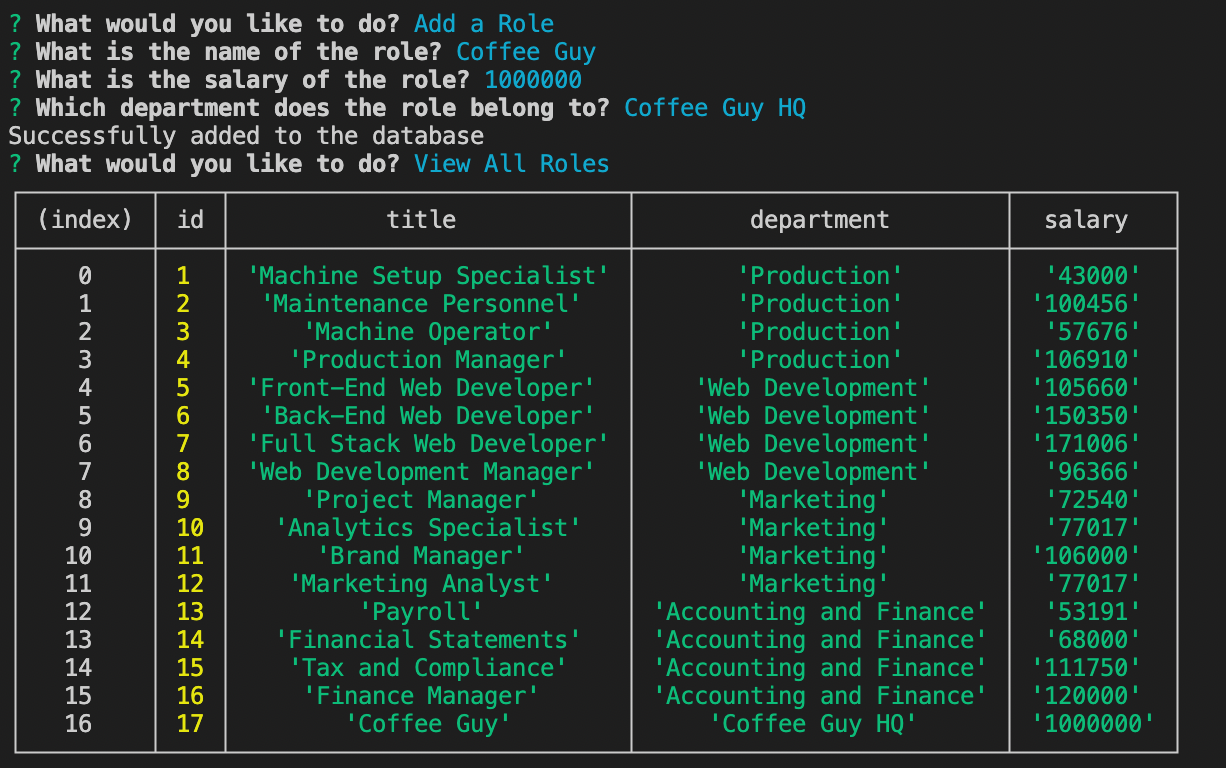 ? What would you like to do? Add a Role
? What is the name of the role? Coffee Guy
? What is the salary of the role? 1000000
? Which department does the role belong to? Coffee Guy HQ
Successfully added to the database
? What would you like to do? View All Roles
(index) id title department salary
0 1 'Machine Setup Specialist' 'Production' '43000'
1 2 'Maintenance Personnel' 'Production' '100456'
2 3 'Machine Operator' 'Production' '57676'
3 4 'Production Manager' 'Production' '106910'
4 5 'Front-End Web Developer' 'Web Development' '105660'
5 6 'Back-End Web Developer' 'Web Development' '150350'
6 7 'Full Stack Web Developer' 'Web Development' '171006'
7 8 'Web Development Manager' 'Web Development' '96366'
8 9 'Project Manager' 'Marketing' '72540'
9 10 'Analytics Specialist' 'Marketing' '77017'
10 11 'Brand Manager' 'Marketing' '106000'
11 12 'Marketing Analyst' 'Marketing' '77017'
12 13 'Payroll' 'Accounting and Finance' '53191'
13 14 'Financial Statements' 'Accounting and Finance' '68000'
14 15 'Tax and Compliance' 'Accounting and Finance' '111750'
15 16 'Finance Manager' 'Accounting and Finance' '120000'
16 17 'Coffee Guy' 'Coffee Guy HQ' '1000000'